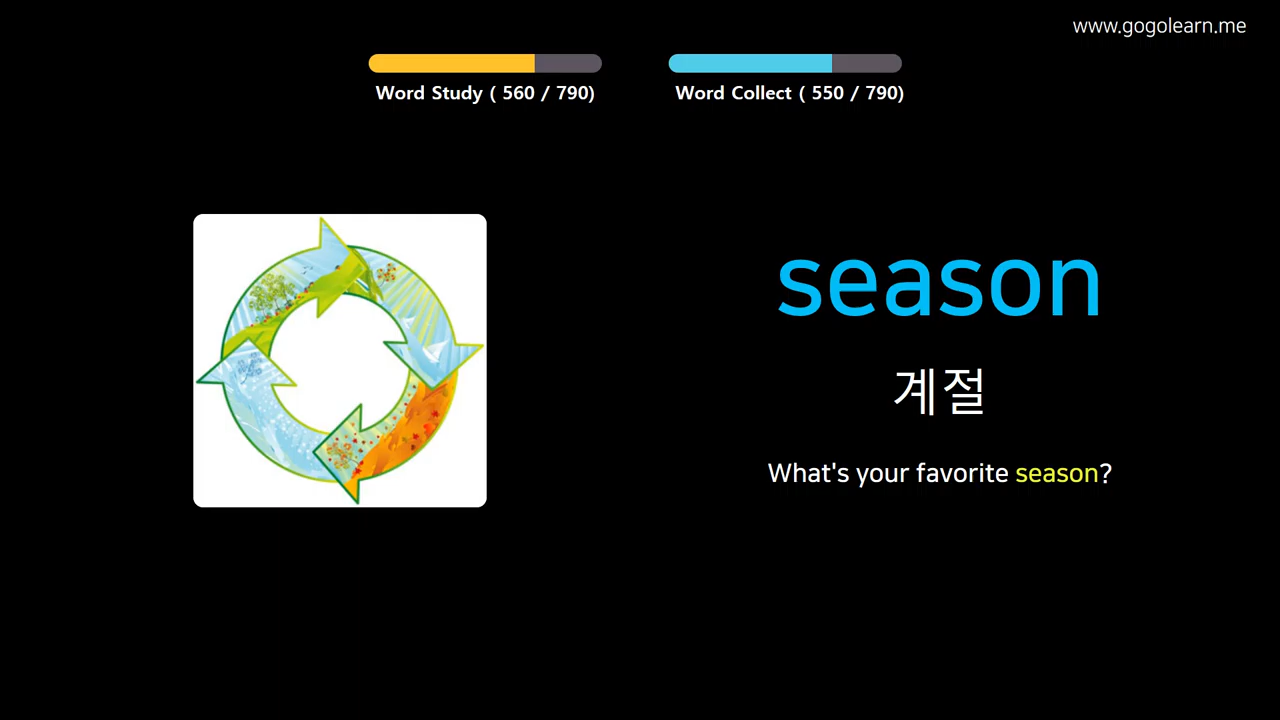 www.gogolearn.me
Word Study ( 560 / 790)
Word Collect ( 550 / 790)
season
계절
What's your favorite season?